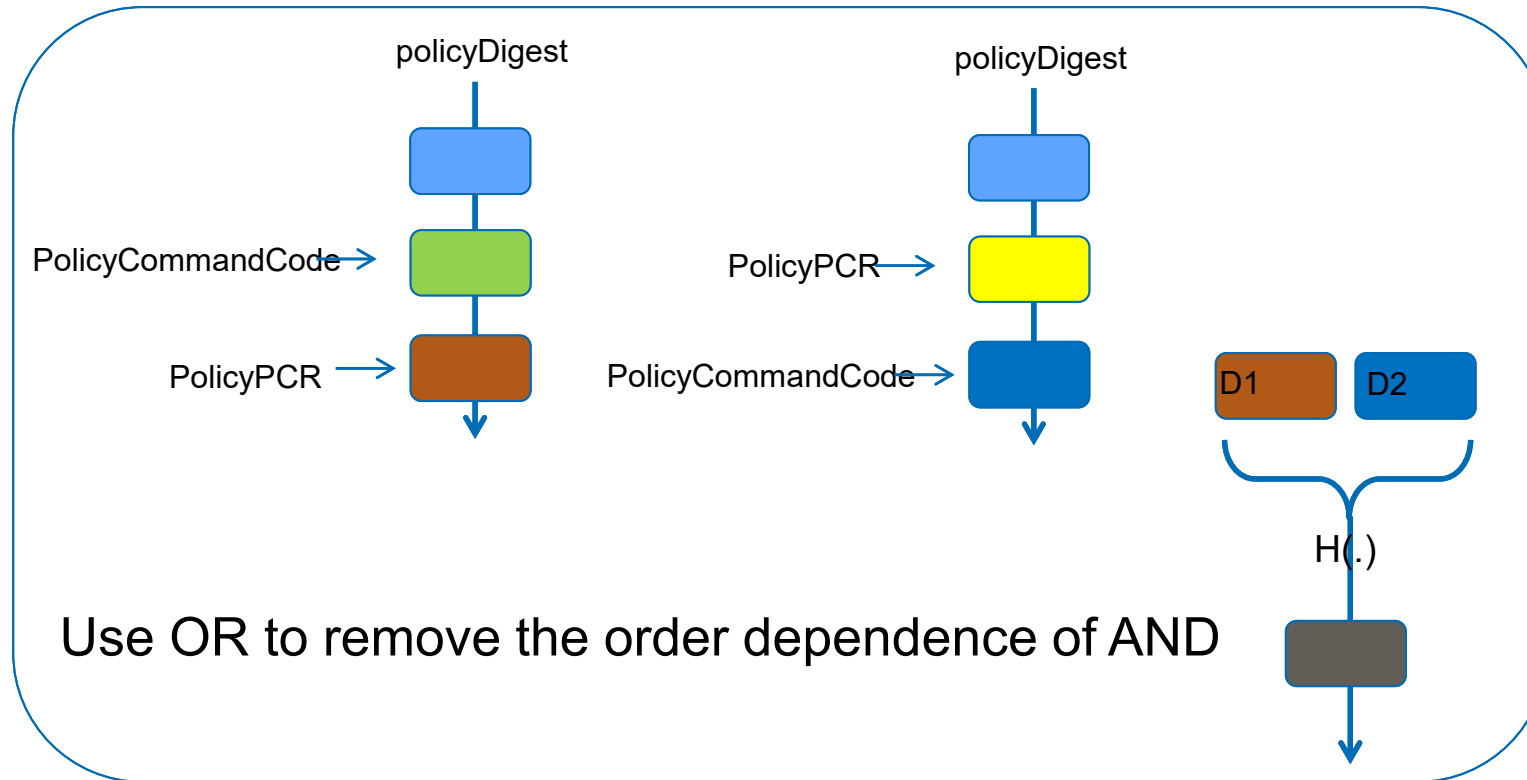 policyDigest
PolicyCommandCode
PolicyPCR
policyDigest
PolicyPCR
PolicyCommandCode
D1
D2
H(.)
Use OR to remove the order dependence of AND